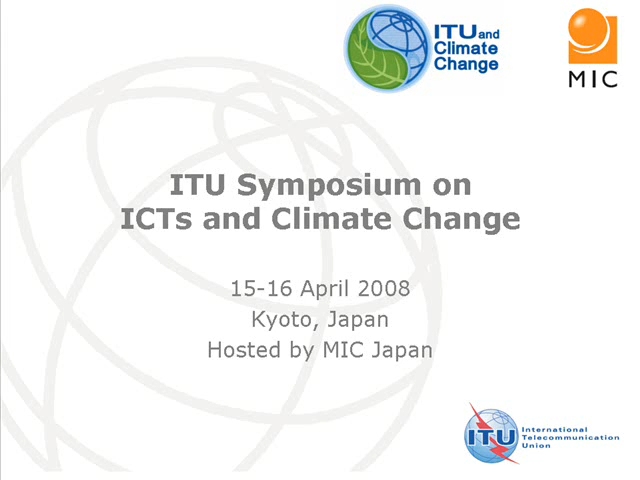 ITU and
Climate
Change
MIC
ITU Symposium on
ICTs and Climate Change
15-16 April 2008
Kyoto, Japan
Hosted by MIC Japan
ITU
International
Telecommunication
Union